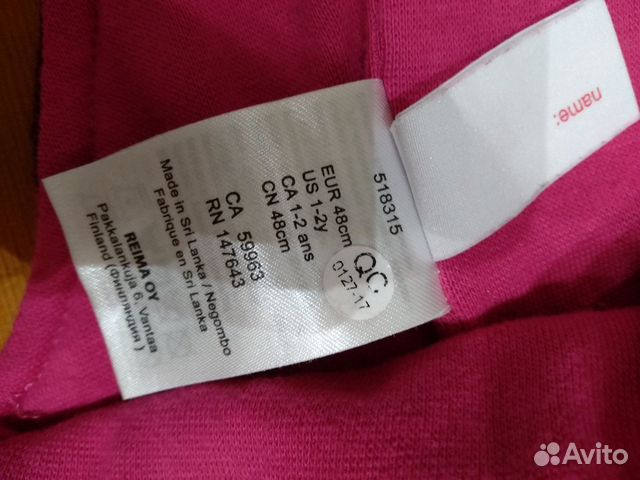 518315
EUR 48cm
US 1-2y
CA 1-2 ans
CN 48cm
QC.
0127-17
CA 59963
RN 147643
Made in Sri Lanka / Negombo
Fabrique en Sri Lanka
REIMA OY
Pakkalankuja 6, Vantaa
Finland (Финляндия )
name:
Avito